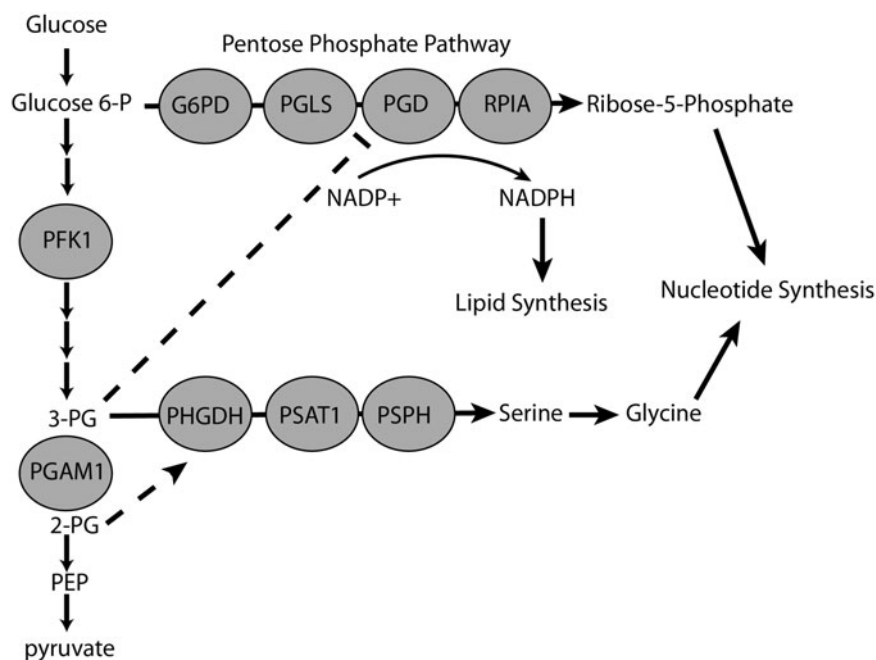 Glucose
Pentose Phosphate Pathway
Glucose 6-P
G6PD
PGLS
PGD
RPIA
Ribose-5-Phosphate
NADP+
NADPH
PFK1
Lipid Synthesis
Nucleotide Synthesis
3-PG
PHGDH
PSAT1
PSPH
Serine
Glycine
PGAM1
2-PG
PEP
pyruvate